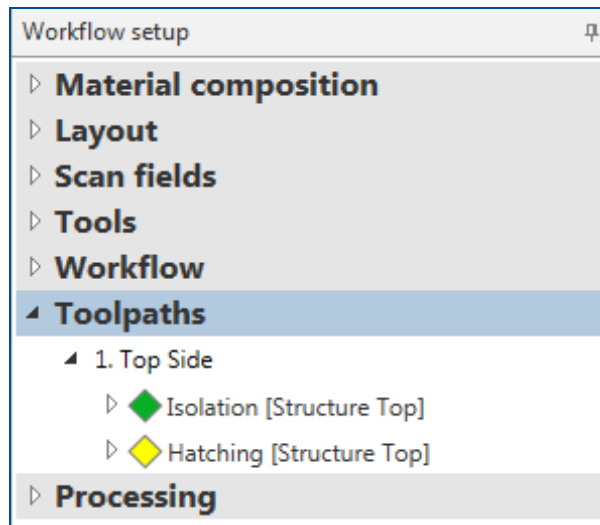 Workflow setup
Material composition
Layout
Scan fields
Tools
Workflow
Toolpaths
1. Top Side
Isolation [Structure Top]
Hatching [Structure Top]
Processing